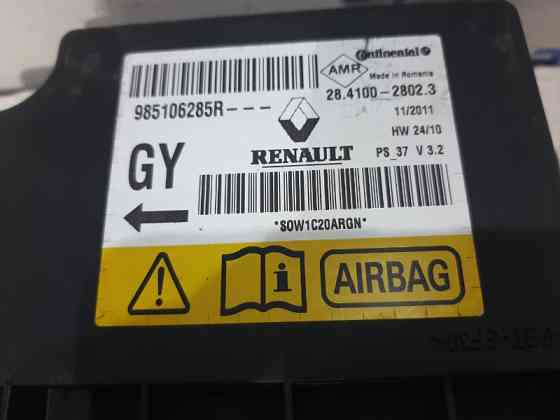 Continental
AMR
Made in Romania
985106285R---
28.4100-2802.3
11/2011
HW 24/10
GY
RENAULT
PS_37 V 3.2
*SOW1C20ARGN*
i
AIRBAG